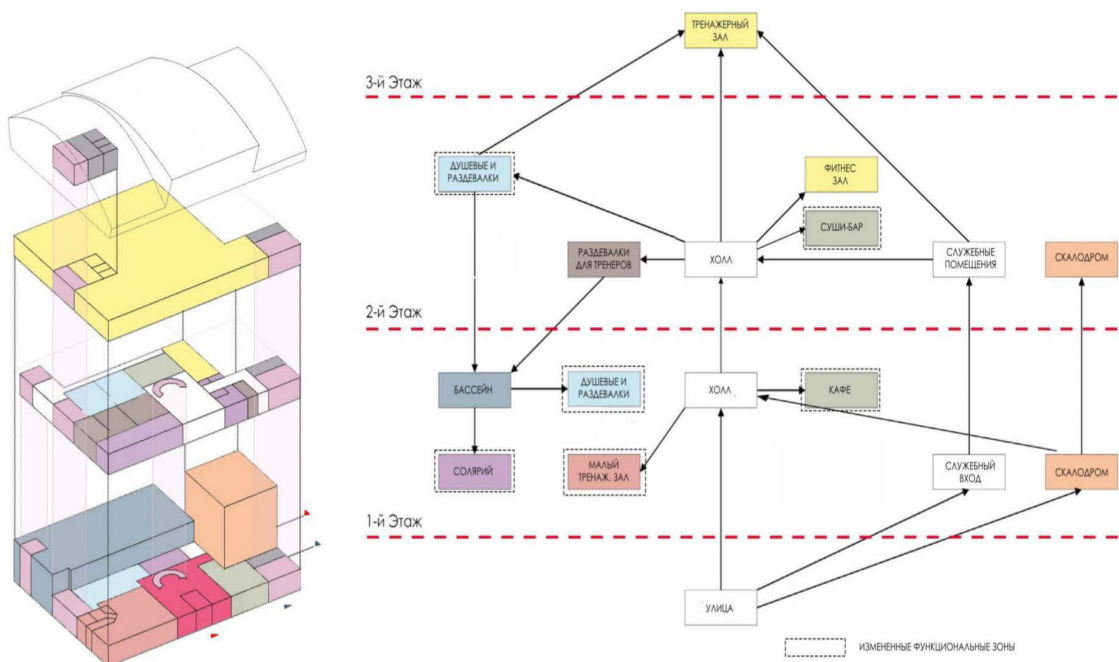 ТРЕНАЖЕРНЫЙ
ЗАЛ
3-й Этаж
ДУШЕВЫЕ И
РАЗДЕВАЛКИ
ФИТНЕС
ЗАЛ
СУШИ-БАР
РАЗДЕВАЛКИ
ДЛЯ ТРЕНЕРОВ
ХОЛЛ
СЛУЖЕБНЫЕ
ПОМЕЩЕНИЯ
СКАЛОДРОМ
2-й Этаж
БАССЕЙН
ДУШЕВЫЕ И
РАЗДЕВАЛКИ
ХОЛЛ
КАФЕ
СОЛЯРИЙ
МАЛЫЙ
ТРЕНАЖ. ЗАЛ
СЛУЖЕБНЫЙ
ВХОД
СКАЛОДРОМ
1-й Этаж
УЛИЦА
ИЗМЕНЕННЫЕ ФУНКЦИОНАЛЬНЫЕ ЗОНЫ